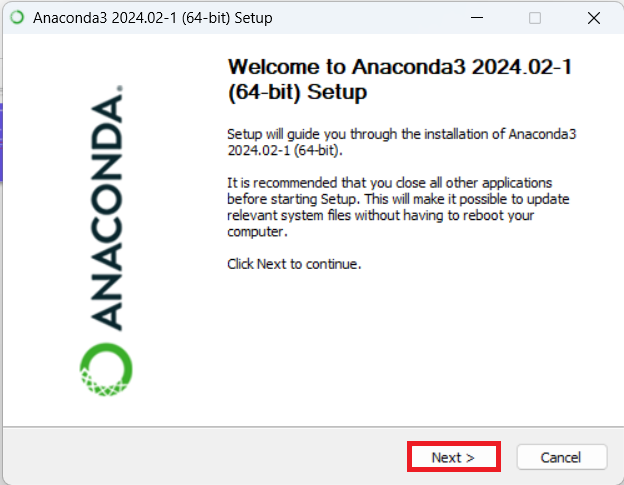 Anaconda3 2024.02-1 (64-bit) Setup
Welcome to Anaconda3 2024.02-1
(64-bit) Setup
Setup will guide you through the installation of Anaconda3
2024.02-1 (64-bit).
It is recommended that you close all other applications
before starting Setup. This will make it possible to update
relevant system files without having to reboot your
computer.
Click Next to continue.
ANACONDA.
Next >
Cancel